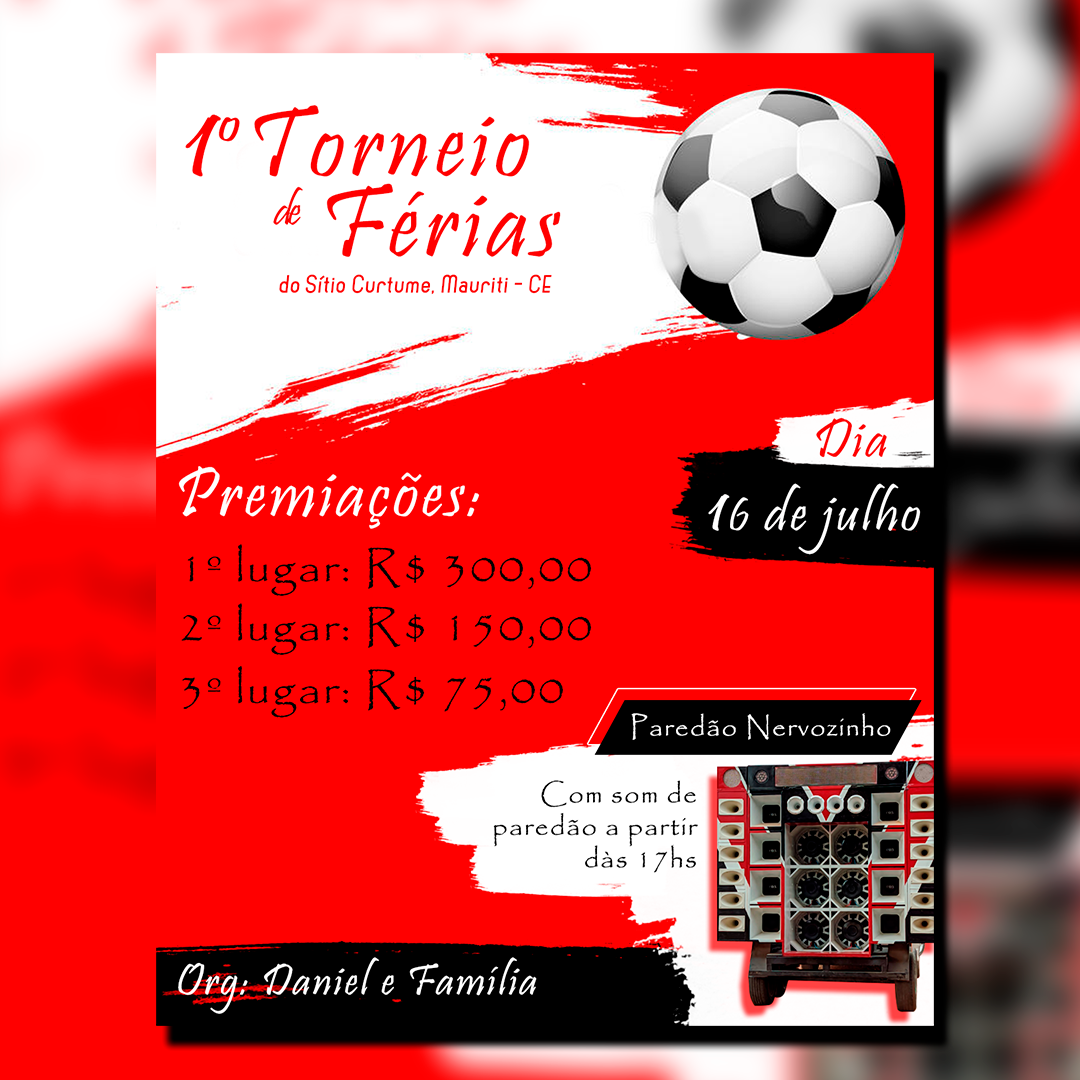 1º Torneio
de Férias
do Sítio Curtume, Mauriti - CE
Dia
16 de julho
Premiações:
1º lugar: R$ 300,00
2º lugar: R$ 150,00
3º lugar: R$ 75,00
Paredão Nervozinho
Com som de
paredão a partir
dàs 17hs
Org: Daniel e Família